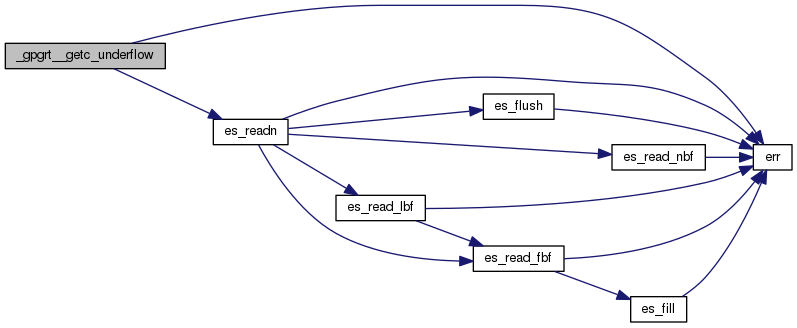 _gpgrt__getc_underflow
es_readn
es_flush
es_read_nbf
err
es_read_lbf
es_read_fbf
es_fill